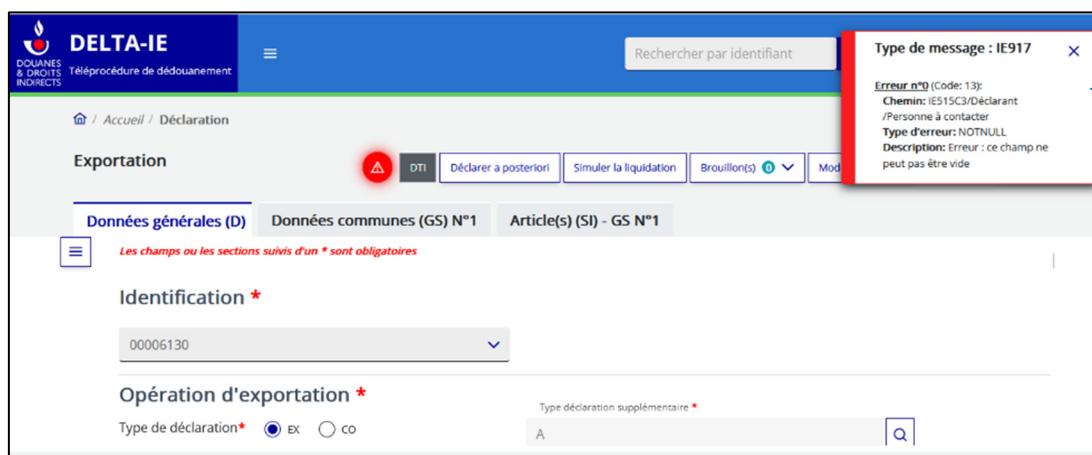 DOUANES
& DROITS
INDIRECTS
DELTA-IE
Téléprocédure de dédouanement
Rechercher par identifiant
Type de message : IE917
Erreur n°0 (Code: 13):
Chemin: IE515C3/Déclarant
/Personne à contacter
Type d'erreur: NOTNULL
Description: Erreur : ce champ ne
peut pas être vide
/ Accueil / Déclaration
Exportation
DTI
Déclarer a posteriori
Simuler la liquidation
Brouillon(s) 0
Mod
Données générales (D)
Données communes (GS) N°1
Article(s) (SI) - GS N°1
Les champs ou les sections suivis d'un * sont obligatoires
Identification *
00006130
Opération d'exportation *
Type déclaration supplémentaire *
Type de déclaration* EX CO
A